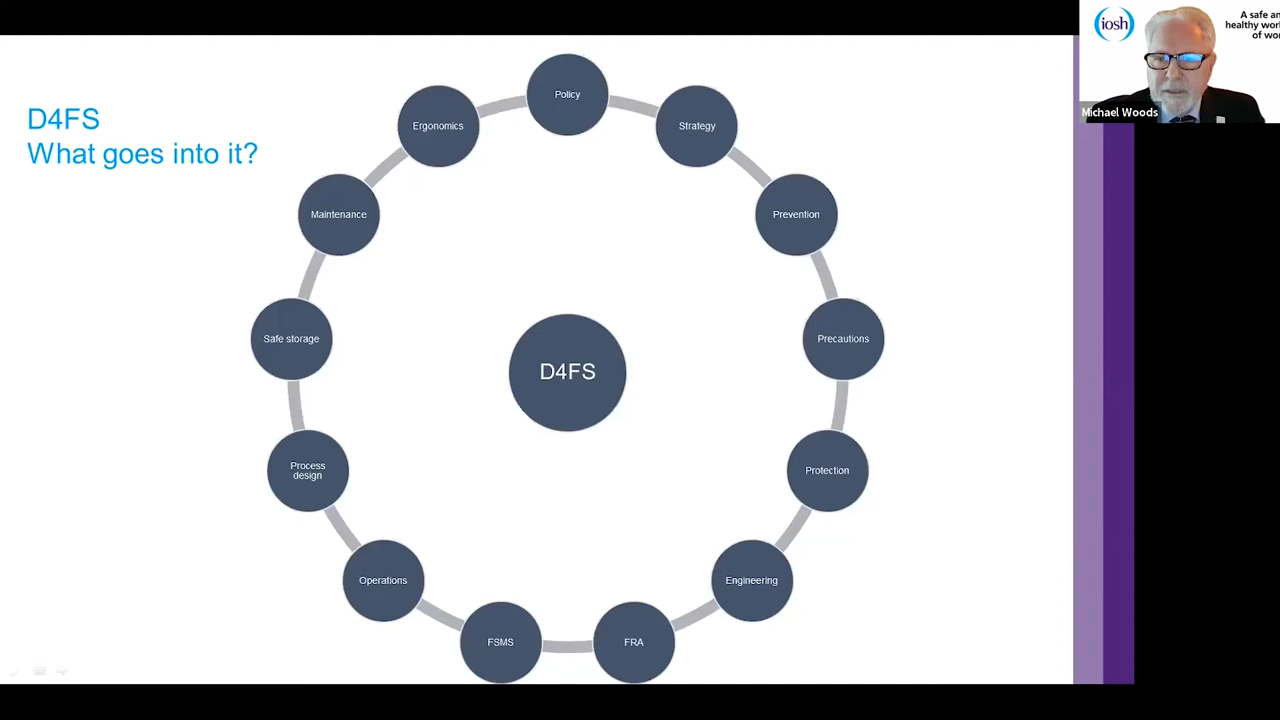 D4FS
What goes into it?
Policy
Strategy
Prevention
Precautions
Protection
Engineering
FRA
FSMS
Operations
Process
design
Safe storage
Maintenance
Ergonomics
D4FS
iosh
A safe an
healthy worl
of wor
Michael Woods